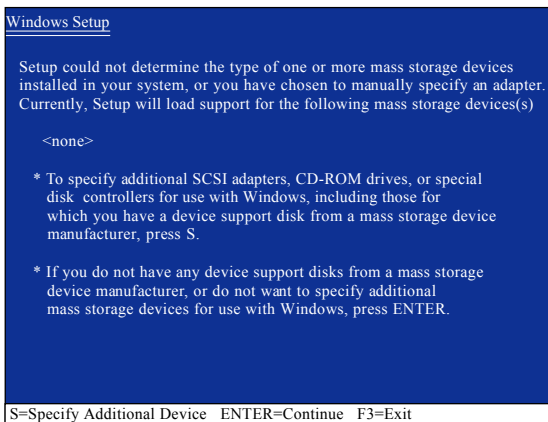 Windows Setup
Setup could not determine the type of one or more mass storage devices
installed in your system, or you have chosen to manually specify an adapter.
Currently, Setup will load support for the following mass storage devices(s)
<none>
* To specify additional SCSI adapters, CD-ROM drives, or special
disk controllers for use with Windows, including those for
which you have a device support disk from a mass storage device
manufacturer, press S.
* If you do not have any device support disks from a mass storage
device manufacturer, or do not want to specify additional
mass storage devices for use with Windows, press ENTER.
S=Specify Additional Device ENTER=Continue F3=Exit